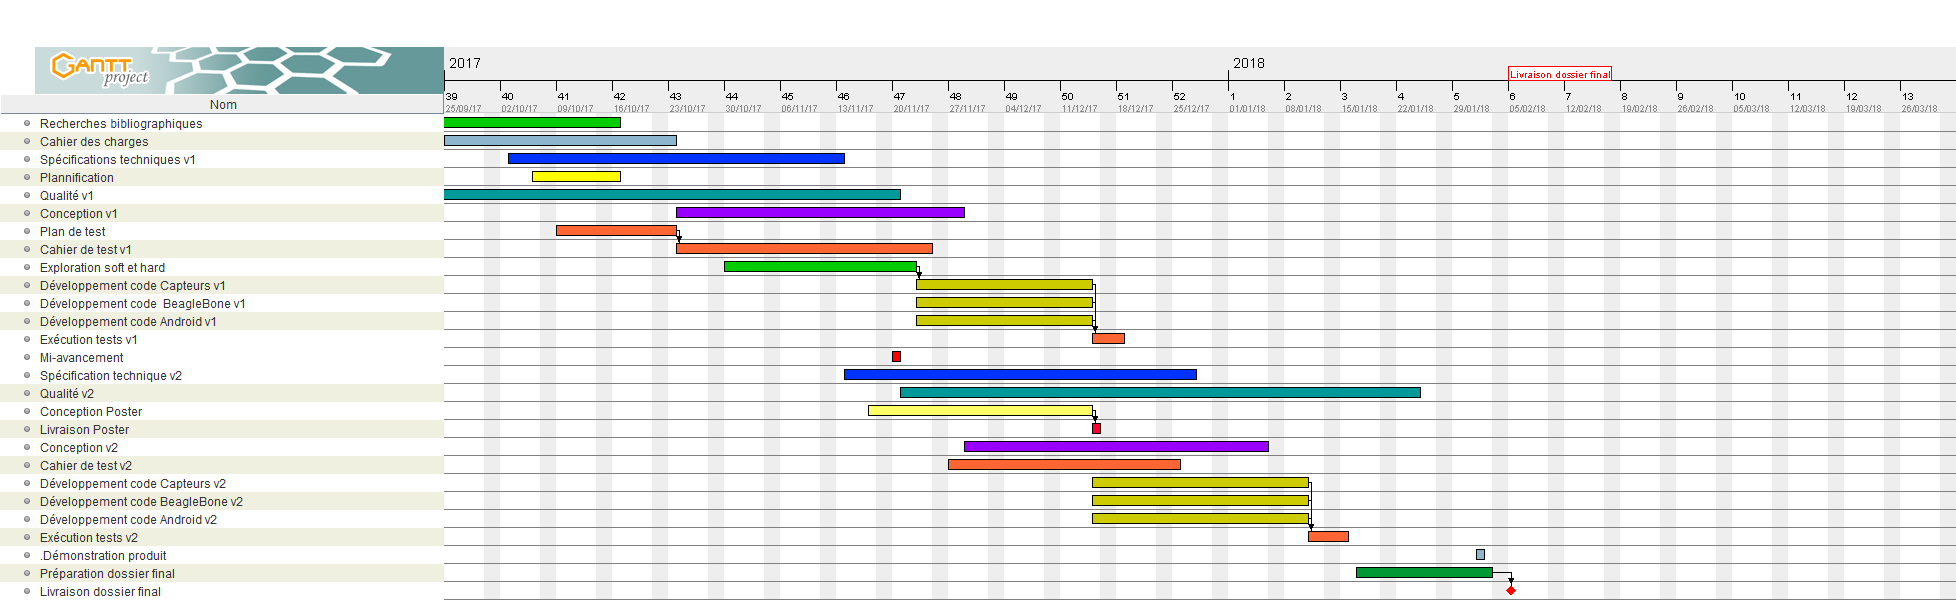 GANTT
project
2017
2018
Livraison dossier final
39 40 41 42 43 44 45 46 47 48 49 50 51 52 1 2 3 4 5 6 7 8 9 10 11 12 13
Nom
25/09/17 02/10/17 09/10/17 16/10/17 23/10/17 30/10/17 06/11/17 13/11/17 20/11/17 27/11/17 04/12/17 11/12/17 18/12/17 25/12/17 01/01/18 08/01/18 15/01/18 22/01/18 29/01/18 05/02/18 12/02/18 19/02/18 26/02/18 05/03/18 12/03/18 19/03/18 26/03/18
Recherches bibliographiques
Cahier des charges
Spécifications techniques v1
Plannification
Qualité v1
Conception v1
Plan de test
Cahier de test v1
Exploration soft et hard
Développement code Capteurs v1
Développement code  BeagleBone v1
Développement code Android v1
Exécution tests v1
Mi-avancement
Spécification technique v2
Qualité v2
Conception Poster
Livraison Poster
Conception v2
Cahier de test v2
Développement code Capteurs v2
Développement code BeagleBone v2
Développement code Android v2
Exécution tests v2
.Démonstration produit
Préparation dossier final
Livraison dossier final